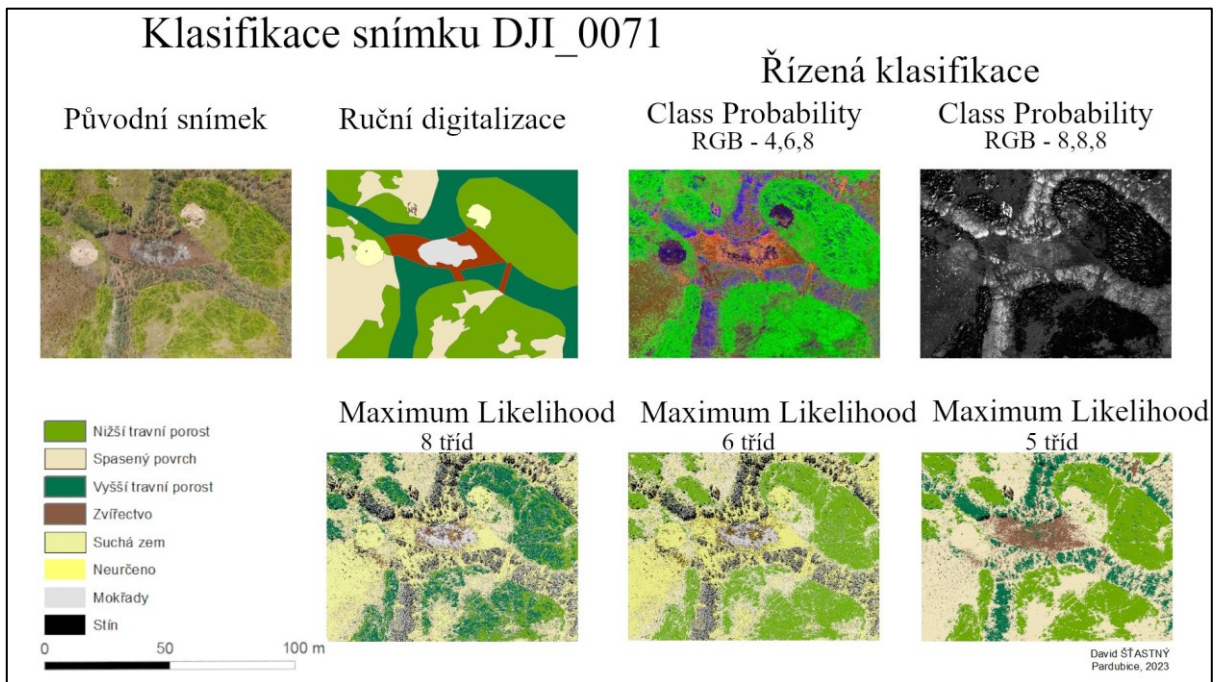 Klasifikace snímku DJI_0071
Řízená klasifikace
Původní snímek
Ruční digitalizace
Class Probability
RGB - 4,6,8
Class Probability
RGB - 8,8,8
Maximum Likelihood
8 tříd
Maximum Likelihood
6 tříd
Maximum Likelihood
5 tříd
Nižší travní porost
Spasený povrch
Vyšší travní porost
Zvířectvo
Suchá zem
Neurčeno
Mokřady
Stín
0 50 100 m
David ŠŤASTNÝ
Pardubice, 2023